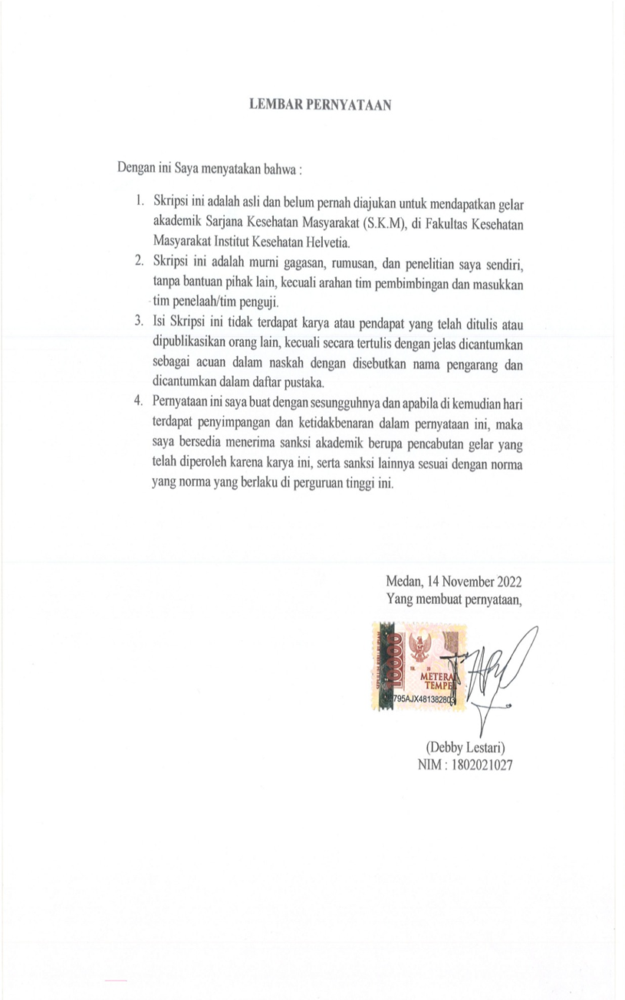 LEMBAR PERNYATAAN
Dengan ini Saya menyatakan bahwa :
1. Skripsi ini adalah asli dan belum pernah diajukan untuk mendapatkan gelar
akademik Sarjana Kesehatan Masyarakat (S.K.M), di Fakultas Kesehatan
Masyarakat Institut Kesehatan Helvetia.
2. Skripsi ini adalah murni gagasan, rumusan, dan penelitian saya sendiri,
tanpa bantuan pihak lain, kecuali arahan tim pembimbingan dan masukkan
tim penelaah/tim penguji.
3. Isi Skripsi ini tidak terdapat karya atau pendapat yang telah ditulis atau
dipublikasikan orang lain, kecuali secara tertulis dengan jelas dicantumkan
sebagai acuan dalam naskah dengan disebutkan nama pengarang dan
dicantumkan dalam daftar pustaka.
4. Pernyataan ini saya buat dengan sesungguhnya dan apabila di kemudian hari
terdapat penyimpangan dan ketidakbenaran dalam pernyataan ini, maka
saya bersedia menerima sanksi akademik berupa pencabutan gelar yang
telah diperoleh karena karya ini, serta sanksi lainnya sesuai dengan norma
yang norma yang berlaku di perguruan tinggi ini.
Medan, 14 November 2022
Yang membuat pernyataan,
10000
METERA
TEMPE
795AJX481382803
(Debby Lestari)
NIM : 1802021027